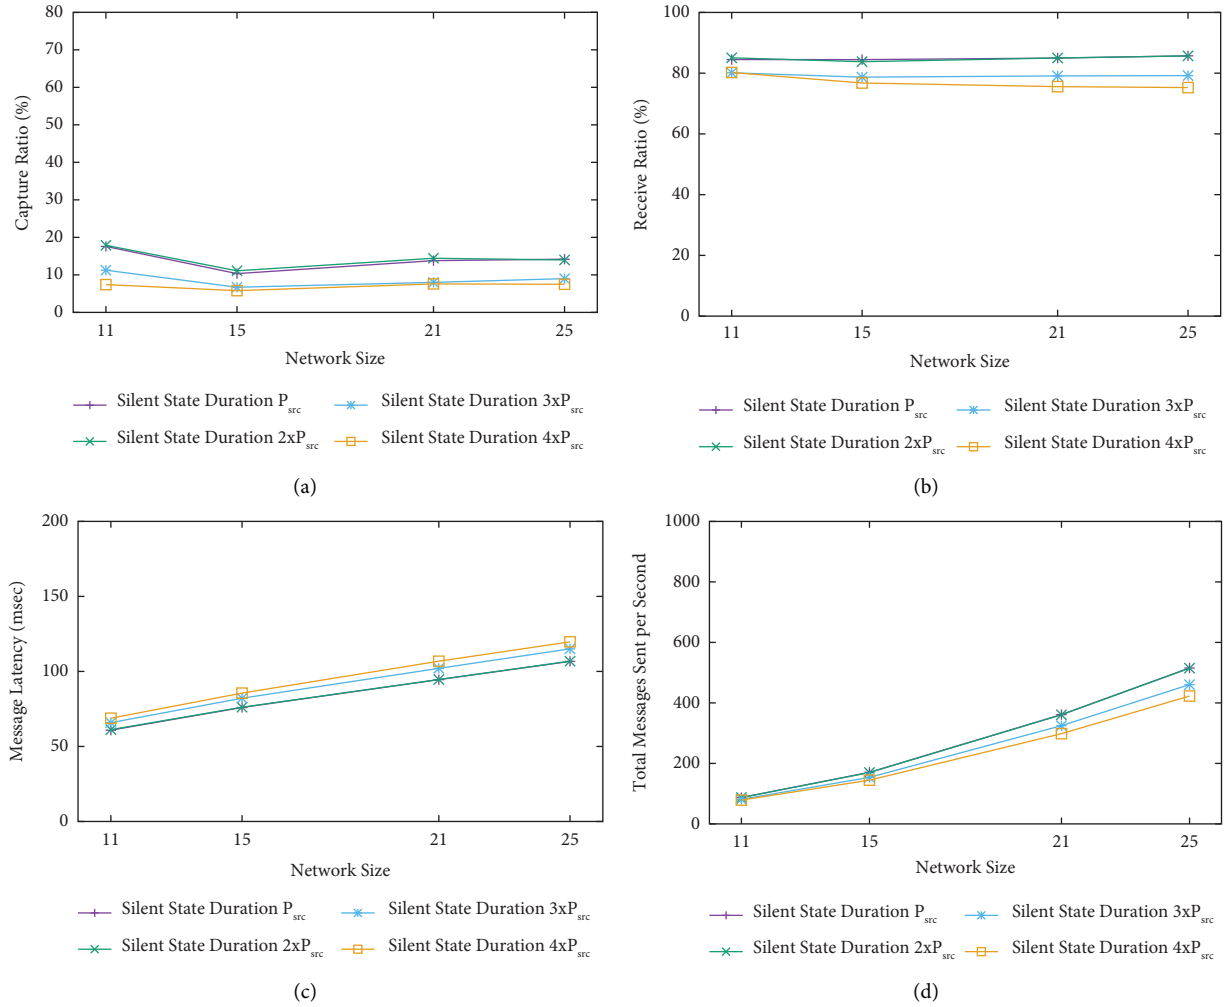 80
70
60
50
40
30
20
10
0
Capture Ratio (%)
11 15 21 25
Network Size
Silent State Duration Psrc
Silent State Duration 3xPsrc
Silent State Duration 2xPsrc
Silent State Duration 4xPsrc
(a)
100
80
60
40
20
0
Receive Ratio (%)
11 15 21 25
Network Size
Silent State Duration Psrc
Silent State Duration 3xPsrc
Silent State Duration 2xPsrc
Silent State Duration 4xPsrc
(b)
200
150
100
50
0
Message Latency (msec)
11 15 21 25
Network Size
Silent State Duration Psrc
Silent State Duration 3xPsrc
Silent State Duration 2xPsrc
Silent State Duration 4xPsrc
(c)
1000
800
600
400
200
0
Total Messages Sent per Second
11 15 21 25
Network Size
Silent State Duration Psrc
Silent State Duration 3xPsrc
Silent State Duration 2xPsrc
Silent State Duration 4xPsrc
(d)